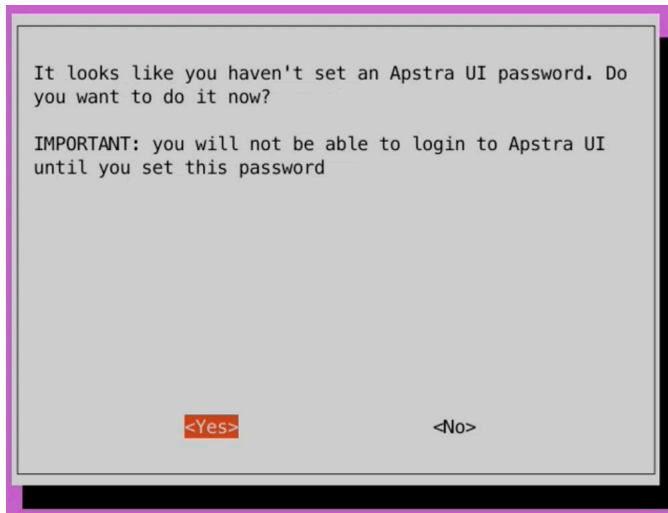 It looks like you haven't set an Apstra UI password. Do
you want to do it now?
IMPORTANT: you will not be able to login to Apstra UI
until you set this password
<Yes> <No>